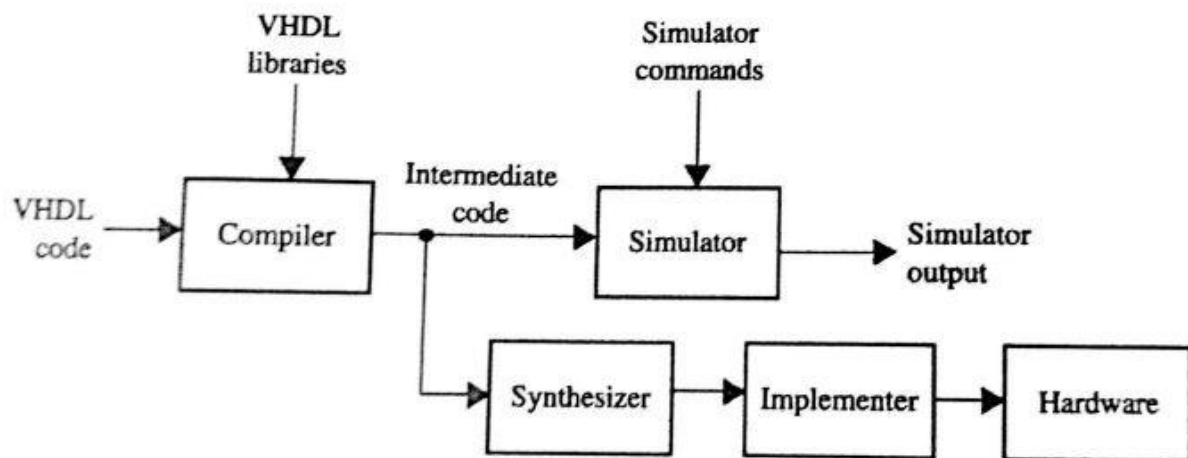 VHDL
libraries
Simulator
commands
VHDL
code
Compiler
Intermediate
code
Simulator
Simulator
output
Synthesizer
Implementer
Hardware